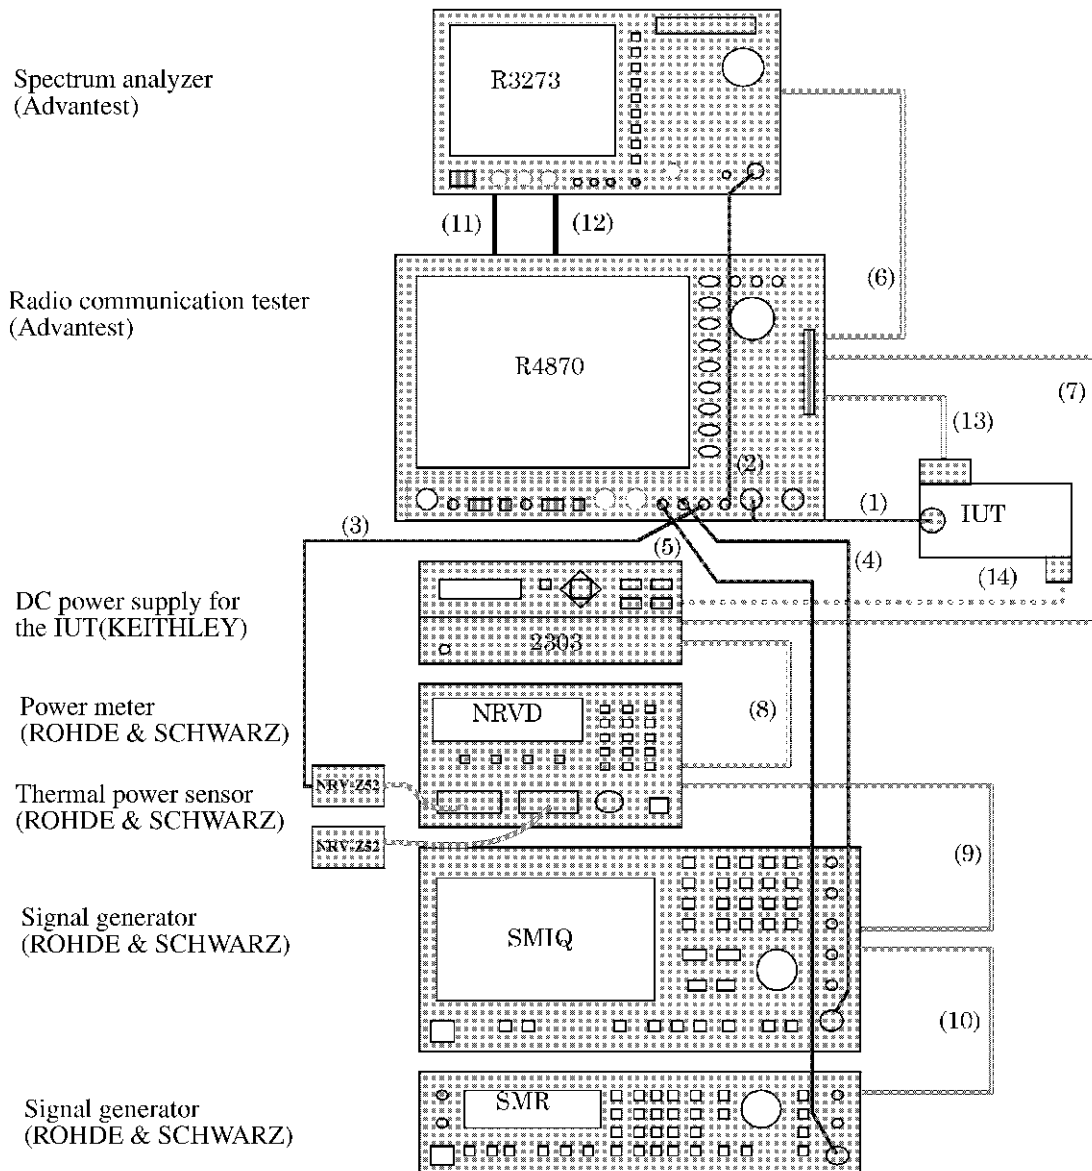 Spectrum analyzer
(Advantest)
R3273
(11)
(12)
(6)
Radio communication tester
(Advantest)
R4870
(7)
(13)
(2)
(1)
IUT
(3)
(5)
(4)
(14)
DC power supply for
the IUT(KEITHLEY)
2303
Power meter
(ROHDE & SCHWARZ)
NRVD
(8)
Thermal power sensor
(ROHDE & SCHWARZ)
NRV-Z52
NRV-Z52
(9)
Signal generator
(ROHDE & SCHWARZ)
SMIQ
(10)
Signal generator
(ROHDE & SCHWARZ)
SMR